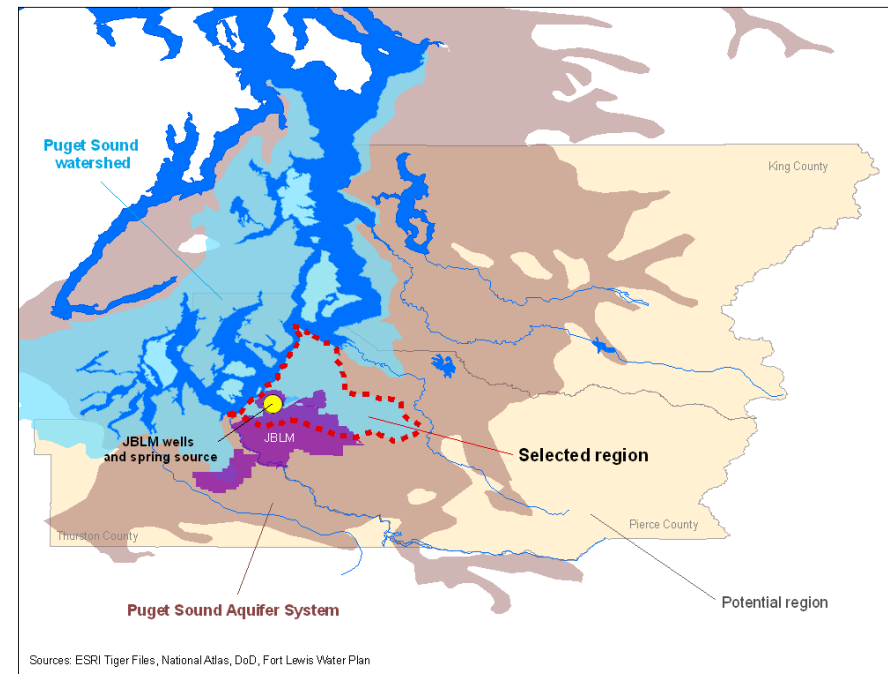 Puget Sound
watershed
King County
JBLM
JBLM wells
and spring source
Selected region
Thurston County
Pierce County
Puget Sound Aquifer System
Potential region
Sources: ESRI Tiger Files, National Atlas, DoD, Fort Lewis Water Plan